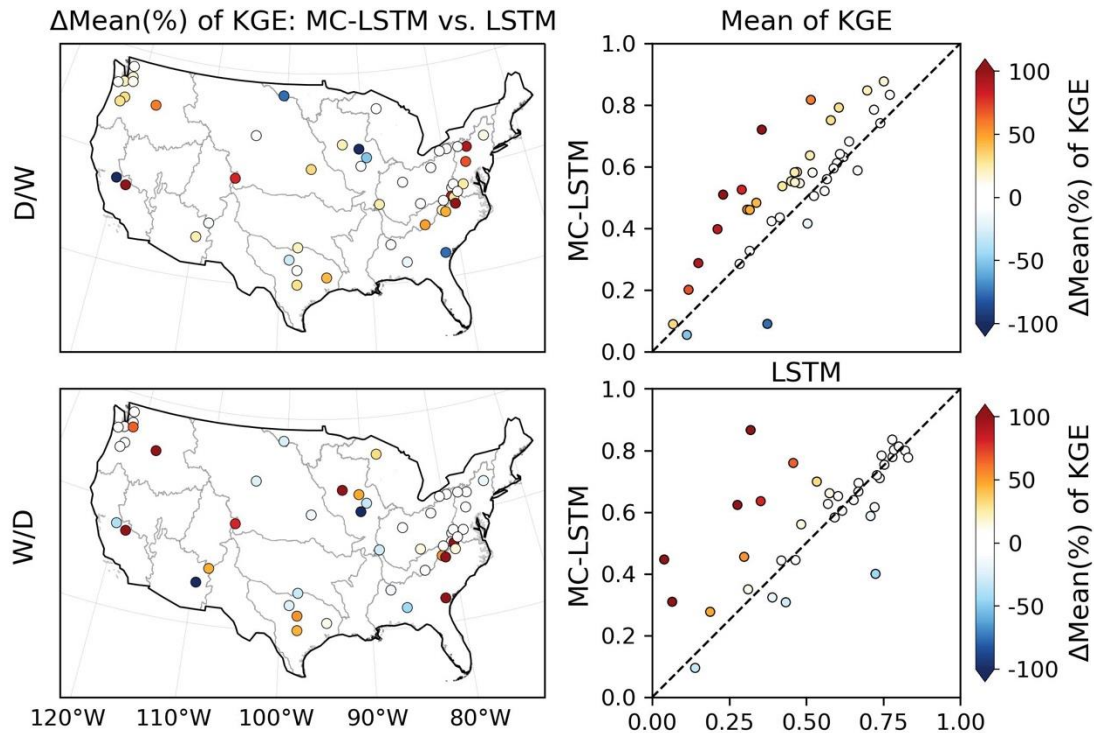 ΔMean(%) of KGE: MC-LSTM vs. LSTM
Mean of KGE
D/W
MC-LSTM
1.0
0.8
0.6
0.4
0.2
0.0
100
50
0
-50
-100
ΔMean(%) of KGE
LSTM
W/D
MC-LSTM
1.0
0.8
0.6
0.4
0.2
0.0
100
50
0
-50
-100
ΔMean(%) of KGE
120°W 110°W 100°W 90°W 80°W
0.00 0.25 0.50 0.75 1.00